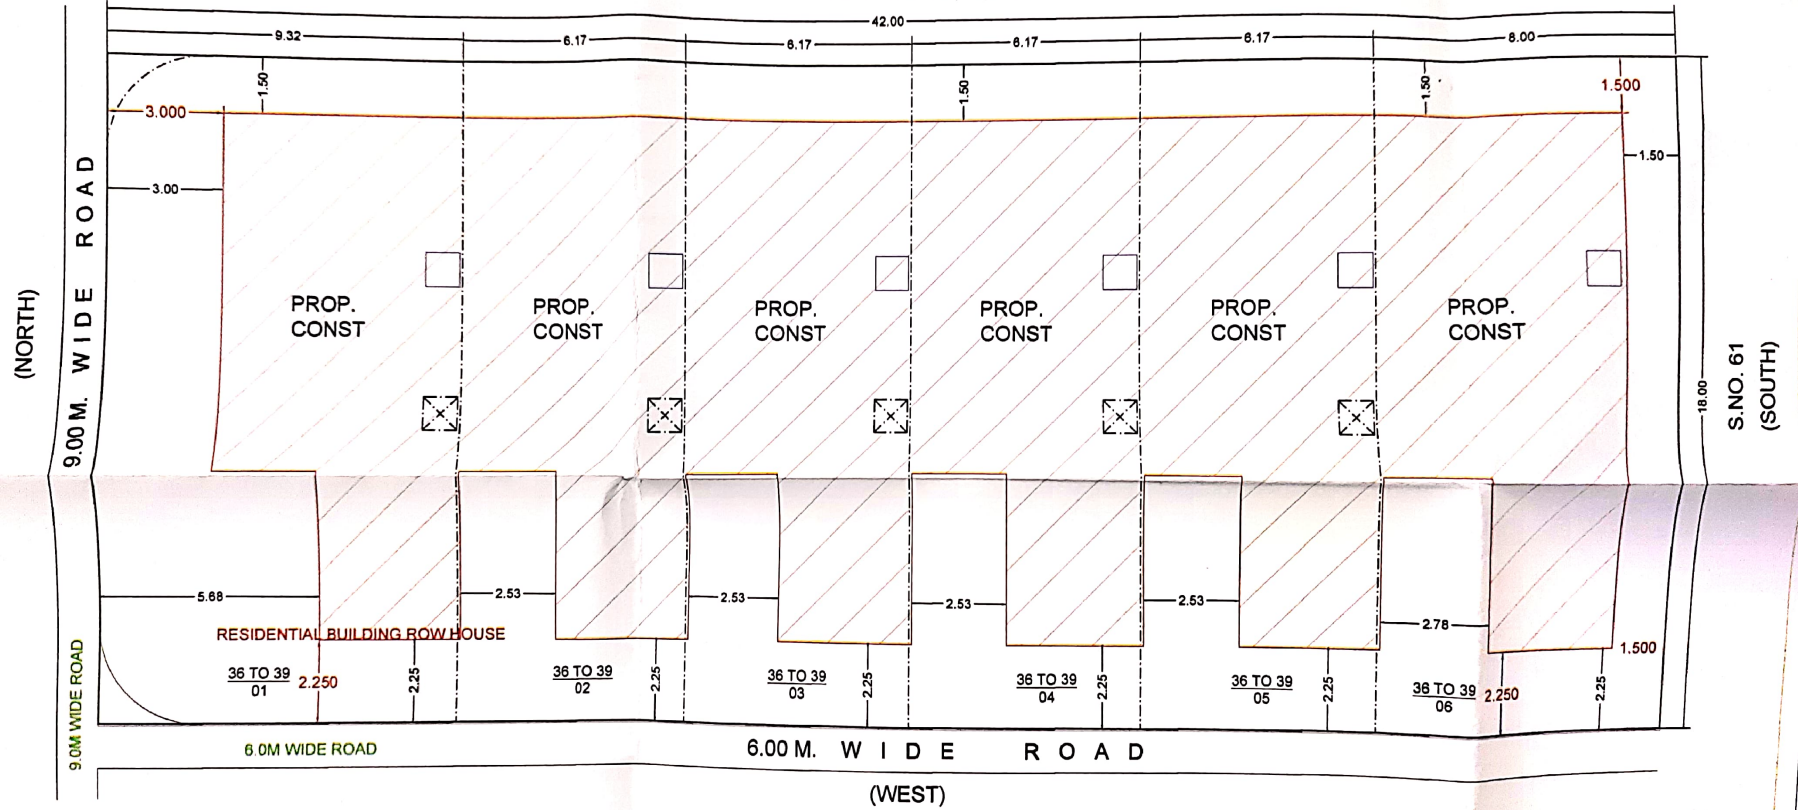 42.00
9.32
6.17
6.17
6.17
6.17
8.00
1.50
1.50
1.50
1.500
3.000
1.50
3.00
9.00 M. WIDE ROAD
(NORTH)
PROP.
CONST
PROP.
CONST
PROP.
CONST
PROP.
CONST
PROP.
CONST
PROP.
CONST
18.00
S.NO. 61
(SOUTH)
5.68
2.53
2.53
2.53
2.53
2.78
RESIDENTIAL BUILDING ROW HOUSE
1.500
36 TO 39
01
2.250
2.25
36 TO 39
02
2.25
36 TO 39
03
2.25
36 TO 39
04
2.25
36 TO 39
05
2.25
36 TO 39
06
2.250
2.25
9.0M WIDE ROAD
6.0M WIDE ROAD
6.00 M. WIDE ROAD
(WEST)